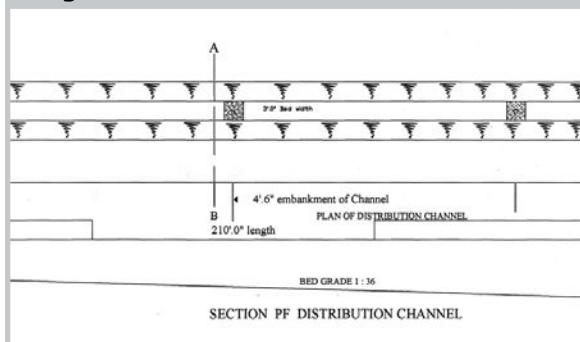 A
3'.0" Bed width
4'.6" embankment of Channel
B
PLAN OF DISTRIBUTION CHANNEL
210'.0" length
BED GRADE 1 : 36
SECTION PF DISTRIBUTION CHANNEL